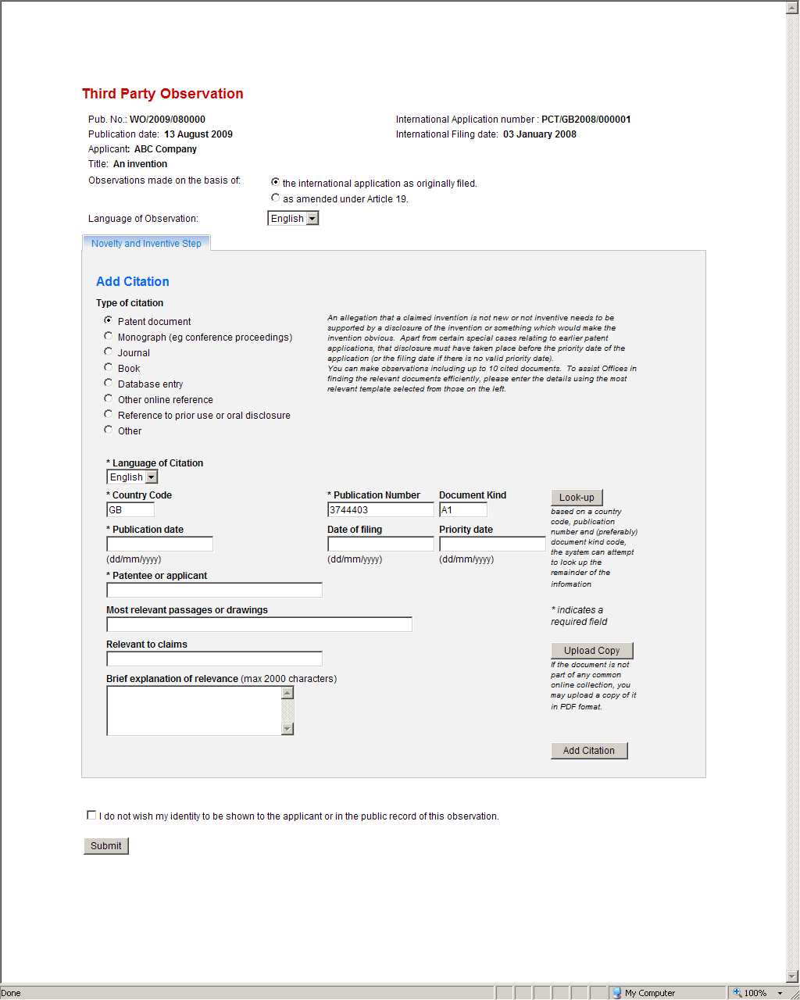 Third Party Observation
Pub. No.: WO/2009/080000
International Application number : PCT/GB2008/000001
Publication date: 13 August 2009
International Filing date: 03 January 2008
Applicant: ABC Company
Title: An invention
Observations made on the basis of:
the international application as originally filed.
as amended under Article 19.
Language of Observation:
English
Novelty and Inventive Step
Add Citation
Type of citation
Patent document
Monograph (eg conference proceedings)
Journal
Book
Database entry
Other online reference
Reference to prior use or oral disclosure
Other
An allegation that a claimed invention is not new or not inventive needs to be
supported by a disclosure of the invention or something which would make the
invention obvious. Apart from certain special cases relating to earlier patent
applications, that disclosure must have taken place before the priority date of the
application (or the filing date if there is no valid priority date).
You can make observations including up to 10 cited documents. To assist Offices in
finding the relevant documents efficiently, please enter the details using the most
relevant template selected from those on the left.
* Language of Citation
English
* Country Code
* Publication Number
Document Kind
GB
3744403
A1
Look-up
based on a country
code, publication
number and (preferably)
document kind code,
the system can attempt
to look up the
remainder of the
infomation
* Publication date
Date of filing
Priority date
(dd/mm/yyyy)
(dd/mm/yyyy)
(dd/mm/yyyy)
* Patentee or applicant
Most relevant passages or drawings
* indicates a
required field
Relevant to claims
Upload Copy
If the document is not
part of any common
online collection, you
may upload a copy of it
in PDF format.
Brief explanation of relevance (max 2000 characters)
Add Citation
I do not wish my identity to be shown to the applicant or in the public record of this observation.
Submit
Done
My Computer
100%